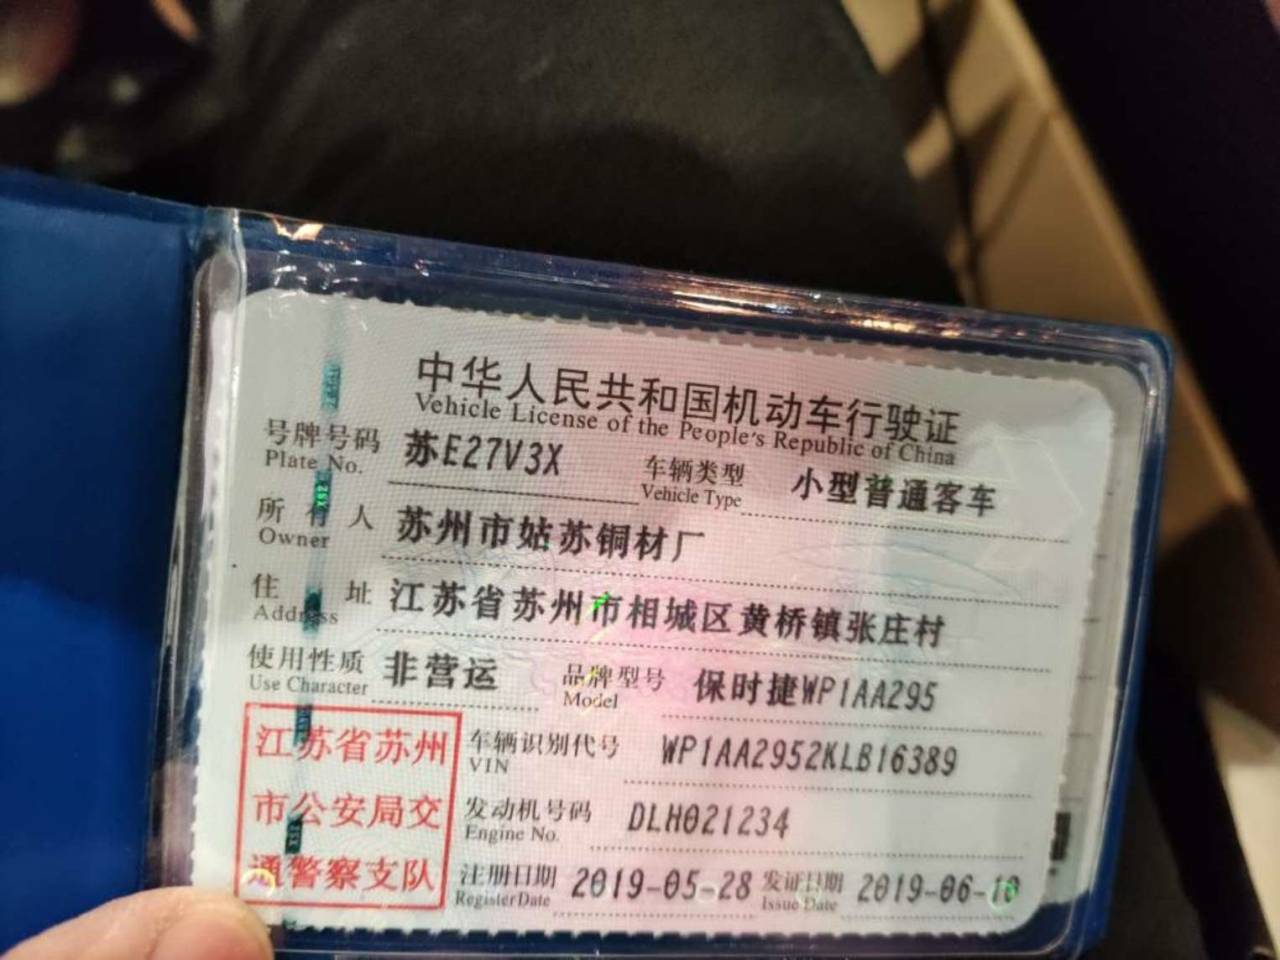 中华人民共和国机动车行驶证
Vehicle License of the People's Republic of China
号牌号码 苏E27V3X 车辆类型 小型普通客车
Plate No. Vehicle Type
所有人 苏州市姑苏铜材厂
Owner
住址 江苏省苏州市相城区黄桥镇张庄村
Address
使用性质 非营运 品牌型号 保时捷WP1AA295
Use Character Model
江苏省苏州
市公安局交
通警察支队
车辆识别代号 WP1AA2952KLB16389
VIN
发动机号码 DLH021234
Engine No.
注册日期 2019-05-28 发证日期 2019-06-10
Register Date Issue Date